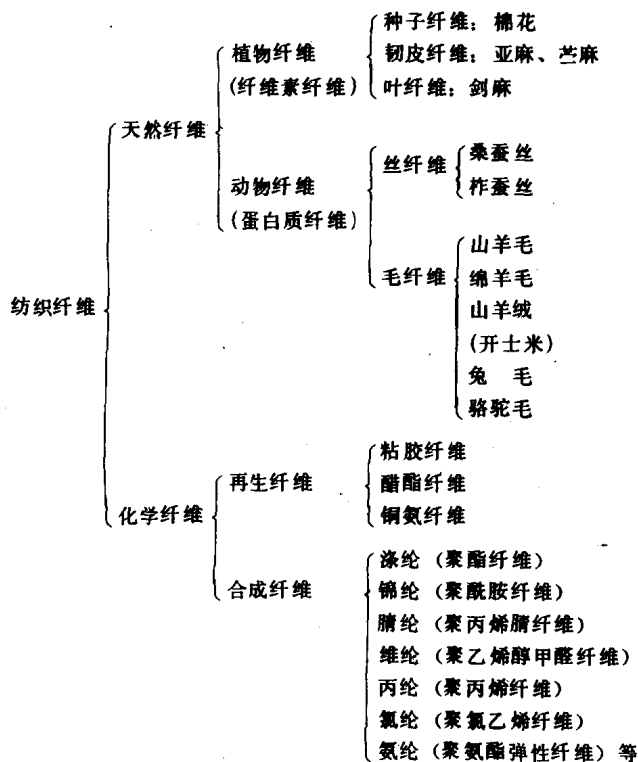 种子纤维：棉花
植物纤维
韧皮纤维：亚麻、苎麻
(纤维素纤维)
叶纤维：剑麻
天然纤维
桑蚕丝
丝纤维
柞蚕丝
动物纤维
(蛋白质纤维)
山羊毛
毛纤维
绵羊毛
山羊绒
纺织纤维
(开士米)
兔 毛
骆驼毛
粘胶纤维
再生纤维
醋酯纤维
铜氨纤维
化学纤维
涤纶（聚酯纤维）
合成纤维
锦纶（聚酰胺纤维）
腈纶（聚丙烯腈纤维）
维纶（聚乙烯醇甲醛纤维）
丙纶（聚丙烯纤维）
氯纶（聚氯乙烯纤维）
氨纶（聚氨酯弹性纤维）等